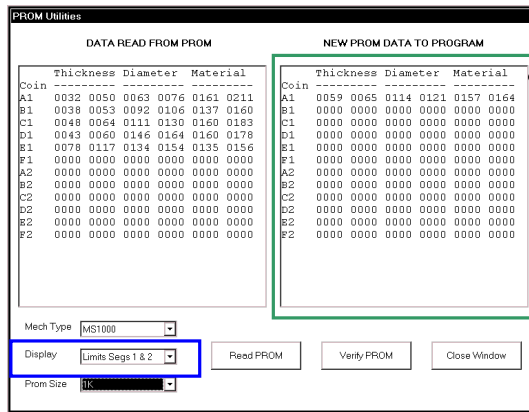 PROM Utilities
DATA READ FROM PROM
Thickness Diameter Material
Coin --------- -------- --------
A1 0032 0050 0063 0076 0161 0211
B1 0038 0053 0092 0106 0137 0160
C1 0048 0064 0111 0130 0160 0183
D1 0043 0060 0146 0164 0160 0178
E1 0078 0117 0134 0154 0135 0156
F1 0000 0000 0000 0000 0000 0000
A2 0000 0000 0000 0000 0000 0000
B2 0000 0000 0000 0000 0000 0000
C2 0000 0000 0000 0000 0000 0000
D2 0000 0000 0000 0000 0000 0000
E2 0000 0000 0000 0000 0000 0000
F2 0000 0000 0000 0000 0000 0000
NEW PROM DATA TO PROGRAM
Thickness Diameter Material
Coin --------- -------- --------
A1 0059 0065 0114 0121 0157 0164
B1 0000 0000 0000 0000 0000 0000
C1 0000 0000 0000 0000 0000 0000
D1 0000 0000 0000 0000 0000 0000
E1 0000 0000 0000 0000 0000 0000
F1 0000 0000 0000 0000 0000 0000
A2 0000 0000 0000 0000 0000 0000
B2 0000 0000 0000 0000 0000 0000
C2 0000 0000 0000 0000 0000 0000
D2 0000 0000 0000 0000 0000 0000
E2 0000 0000 0000 0000 0000 0000
F2 0000 0000 0000 0000 0000 0000
Mech Type MS1000
Display Limits Segs 1 & 2
Read PROM Verify PROM Close Window
Prom Size 1K